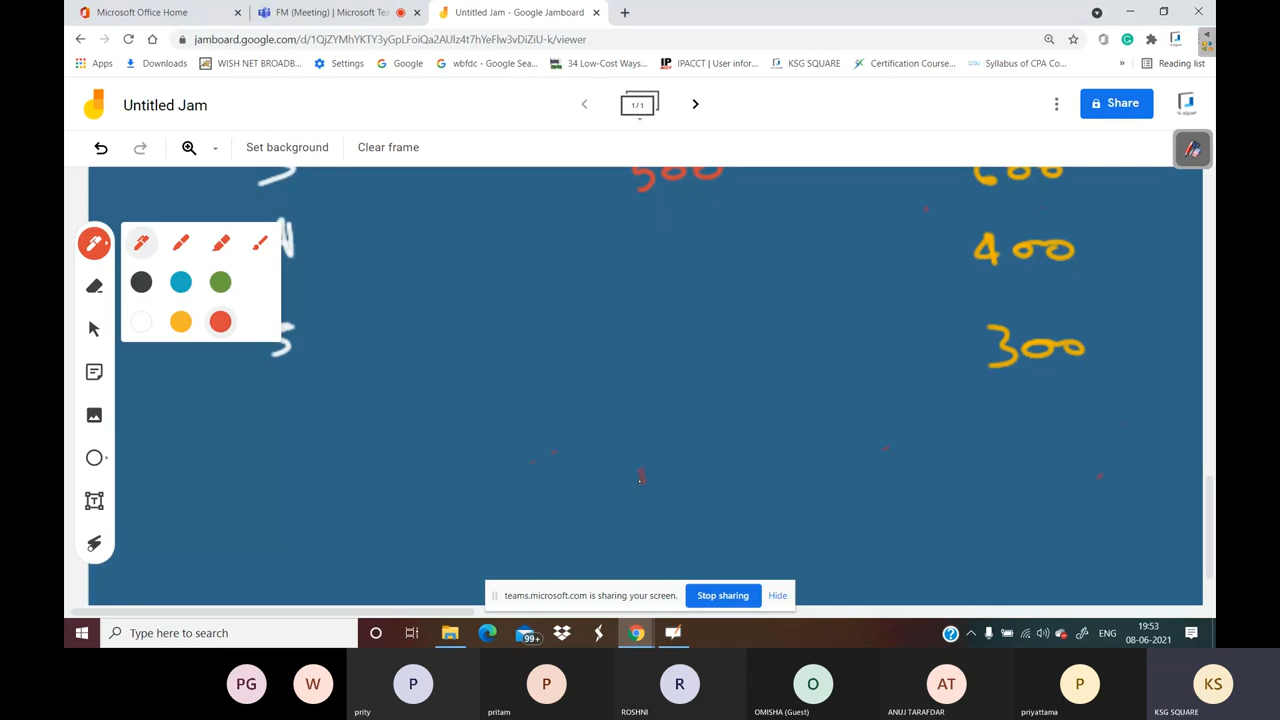 Microsoft Office Home
FM (Meeting) | Microsoft Tee
Untitled Jam - Google Jamboard
jamboard.google.com/d/1QjZYMhYKTY3yGpLFoiQa2AUlz4t7hYeFlw3vDiZiU-k/viewer
Apps Downloads WISH NET BROADB... Settings Google wbfdc - Google Sea... 34 Low-Cost Ways... IPACCT | User infor... KSG SQUARE Certification Course... Syllabus of CPA Co... » Reading list
Untitled Jam
1/1
Share
Set background Clear frame
500 600
N 400
S 300
teams.microsoft.com is sharing your screen. Stop sharing Hide
Type here to search
99+
ENG
19:53
08-06-2021
PG W P P R O AT P KS
prity pritam ROSHNI OMISHA (Guest) ANUJ TARAFDAR priyattama KSG SQUARE